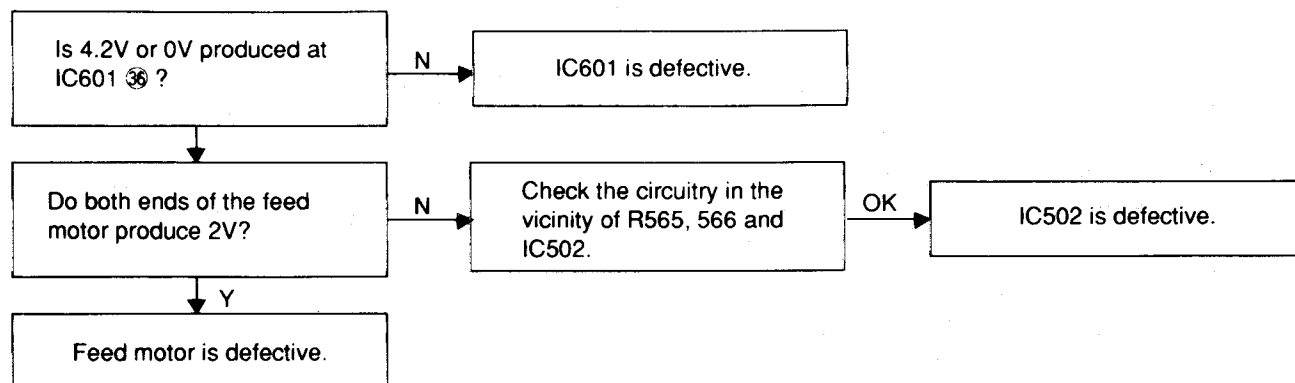 Is 4.2V or 0V produced at
IC601 ㊱ ?
N
IC601 is defective.
Do both ends of the feed
motor produce 2V?
N
Check the circuitry in the
vicinity of R565, 566 and
IC502.
OK
IC502 is defective.
Y
Feed motor is defective.